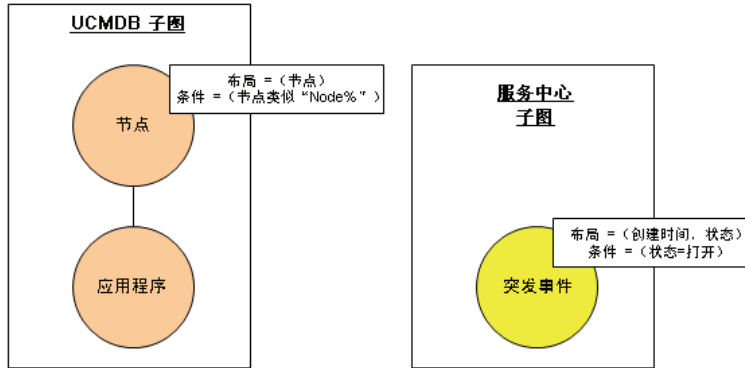 UCMDB 子图
布局 =(节点)
条件 =(节点类似 “Node%” )
节点
应用程序
服务中心
子图
布局 =(创建时间, 状态)
条件 =(状态=打开)
突发事件